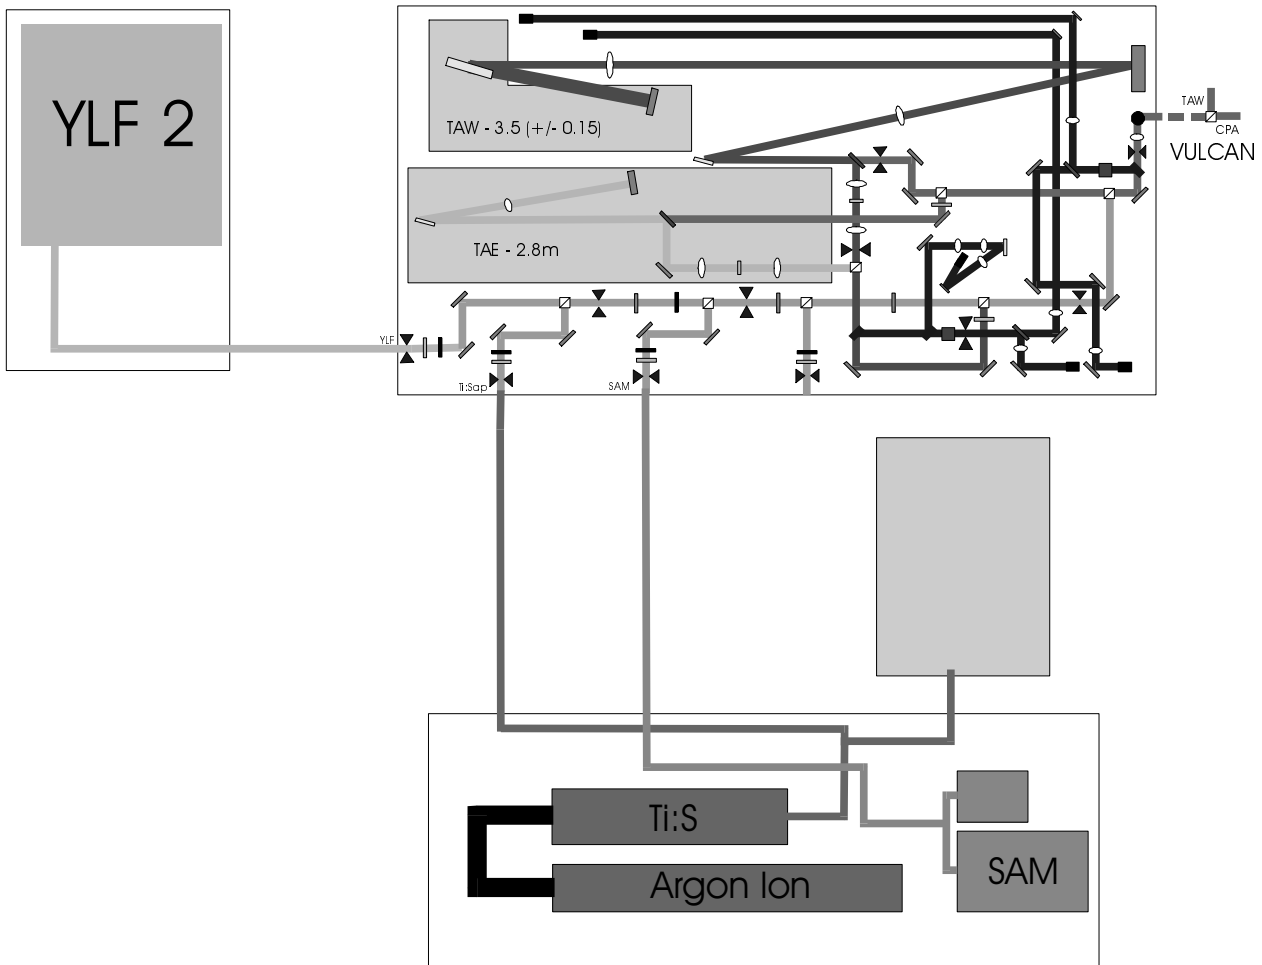 YLF 2
TAW - 3.5 (+/- 0.15)
TAW
CPA
VULCAN
TAE - 2.8m
YLF
Ti:Sap
SAM
Ti:S
Argon Ion
SAM